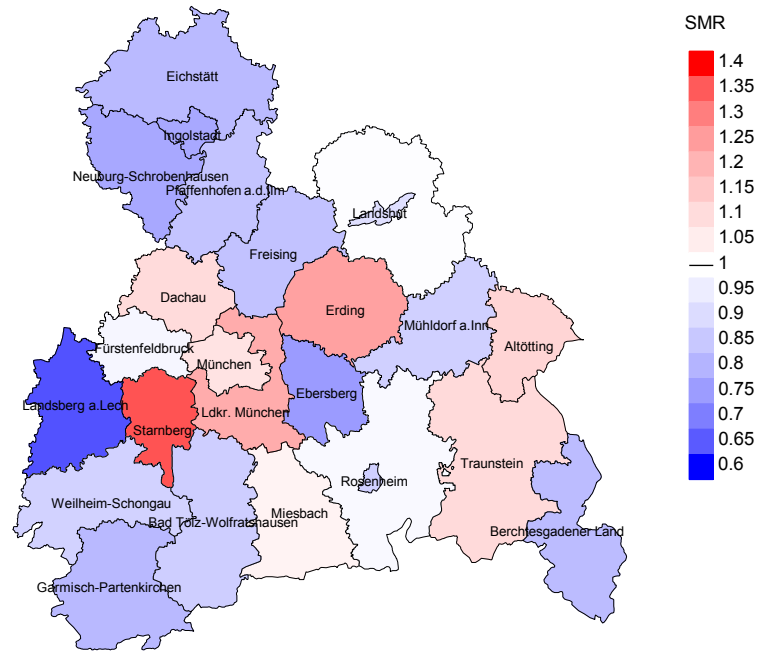 SMR
1.4
1.35
1.3
1.25
1.2
1.15
1.1
1.05
1
0.95
0.9
0.85
0.8
0.75
0.7
0.65
0.6
Eichstätt
Ingolstadt
Neuburg-Schrobenhausen
Pfaffenhofen a.d.Ilm
Landshut
Freising
Dachau
Erding
Mühldorf a.Inn
Altötting
Fürstenfeldbruck
München
Ebersberg
Landsberg a.Lech
Ldkr. München
Starnberg
Traunstein
Rosenheim
Weilheim-Schongau
Miesbach
Bad Tölz-Wolfratshausen
Berchtesgadener Land
Garmisch-Partenkirchen